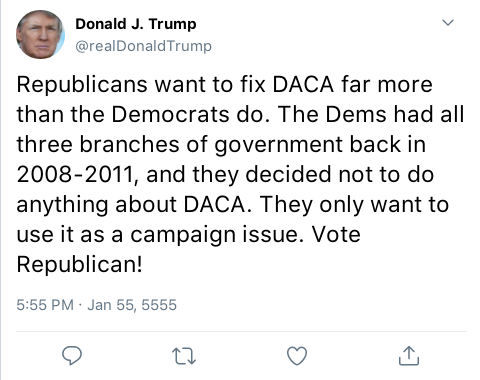 Donald J. Trump
@realDonaldTrump
Republicans want to fix DACA far more
than the Democrats do. The Dems had all
three branches of government back in
2008-2011, and they decided not to do
anything about DACA. They only want to
use it as a campaign issue. Vote
Republican!
5:55 PM · Jan 55, 5555